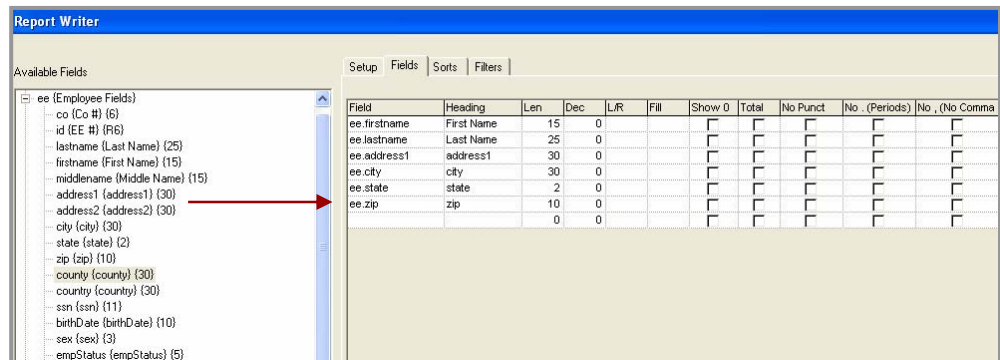 Report Writer
Available Fields
ee {Employee Fields}
co {Co #} {6}
id {EE #} {R6}
lastname {Last Name} {25}
firstname {First Name} {15}
middlename {Middle Name} {15}
address1 {address1} {30}
address2 {address2} {30}
city {city} {30}
state {state} {2}
zip {zip} {10}
county {county} {30}
country {country} {30}
ssn {ssn} {11}
birthDate {birthDate} {10}
sex {sex} {3}
empStatus {empStatus} {5}
Setup Fields Sorts Filters
Field Heading Len Dec L/R Fill Show 0 Total No Punct No . (Periods) No , (No Comma
ee.firstname First Name 15 0
ee.lastname Last Name 25 0
ee.address1 address1 30 0
ee.city city 30 0
ee.state state 2 0
ee.zip zip 10 0
0 0